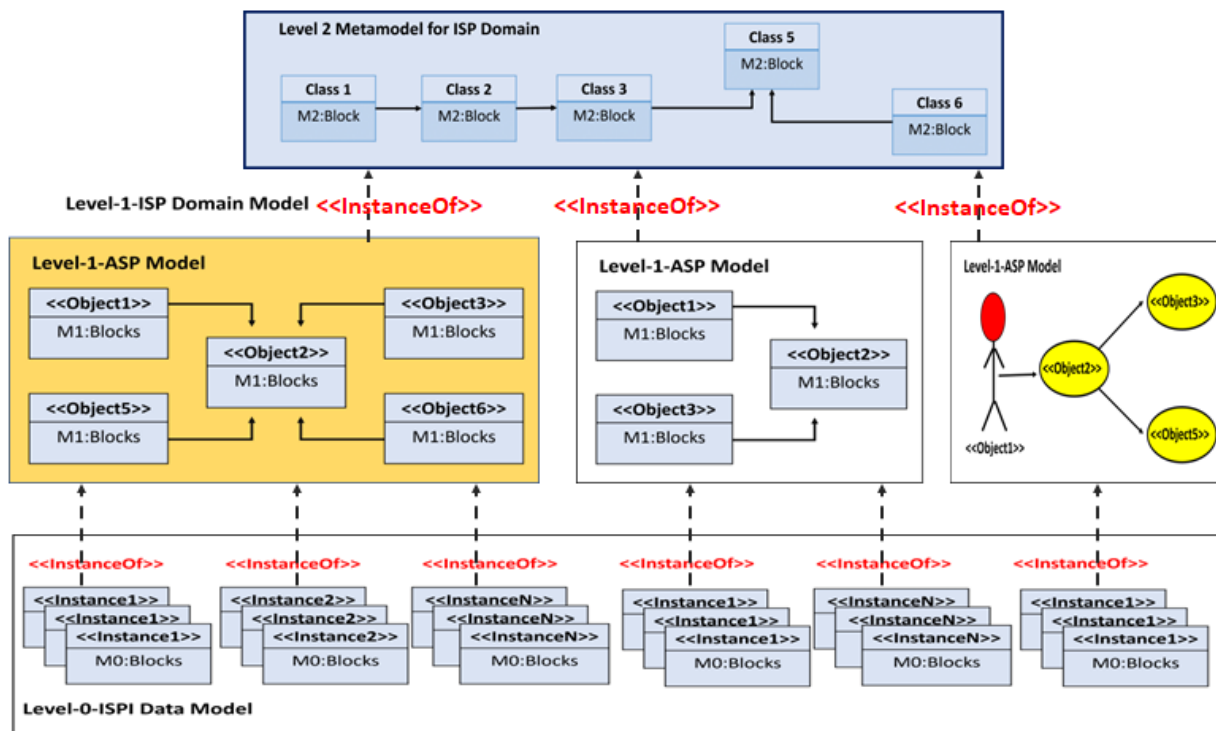 Level 2 Metamodel for ISP Domain
Class 1
M2:Block
Class 2
M2:Block
Class 3
M2:Block
Class 5
M2:Block
Class 6
M2:Block
Level-1-ISP Domain Model
<<InstanceOf>>
<<InstanceOf>>
<<InstanceOf>>
Level-1-ASP Model
<<Object1>>
M1:Blocks
<<Object3>>
M1:Blocks
<<Object2>>
M1:Blocks
<<Object5>>
M1:Blocks
<<Object6>>
M1:Blocks
Level-1-ASP Model
<<Object1>>
M1:Blocks
<<Object2>>
M1:Blocks
<<Object3>>
M1:Blocks
Level-1-ASP Model
<<Object3>>
<<Object2>>
<<Object5>>
<<Object1>>
<<InstanceOf>>
<<InstanceOf>>
<<InstanceOf>>
<<InstanceOf>>
<<InstanceOf>>
<<InstanceOf>>
<<Instance1>>
<<Instance1>>
<<Instance1>>
M0:Blocks
<<Instance2>>
<<Instance2>>
<<Instance2>>
M0:Blocks
<<InstanceN>>
<<InstanceN>>
<<InstanceN>>
M0:Blocks
<<Instance1>>
<<Instance1>>
<<Instance1>>
M0:Blocks
<<InstanceN>>
<<InstanceN>>
<<InstanceN>>
M0:Blocks
<<Instance1>>
<<Instance1>>
<<Instance1>>
M0:Blocks
Level-0-ISPI Data Model